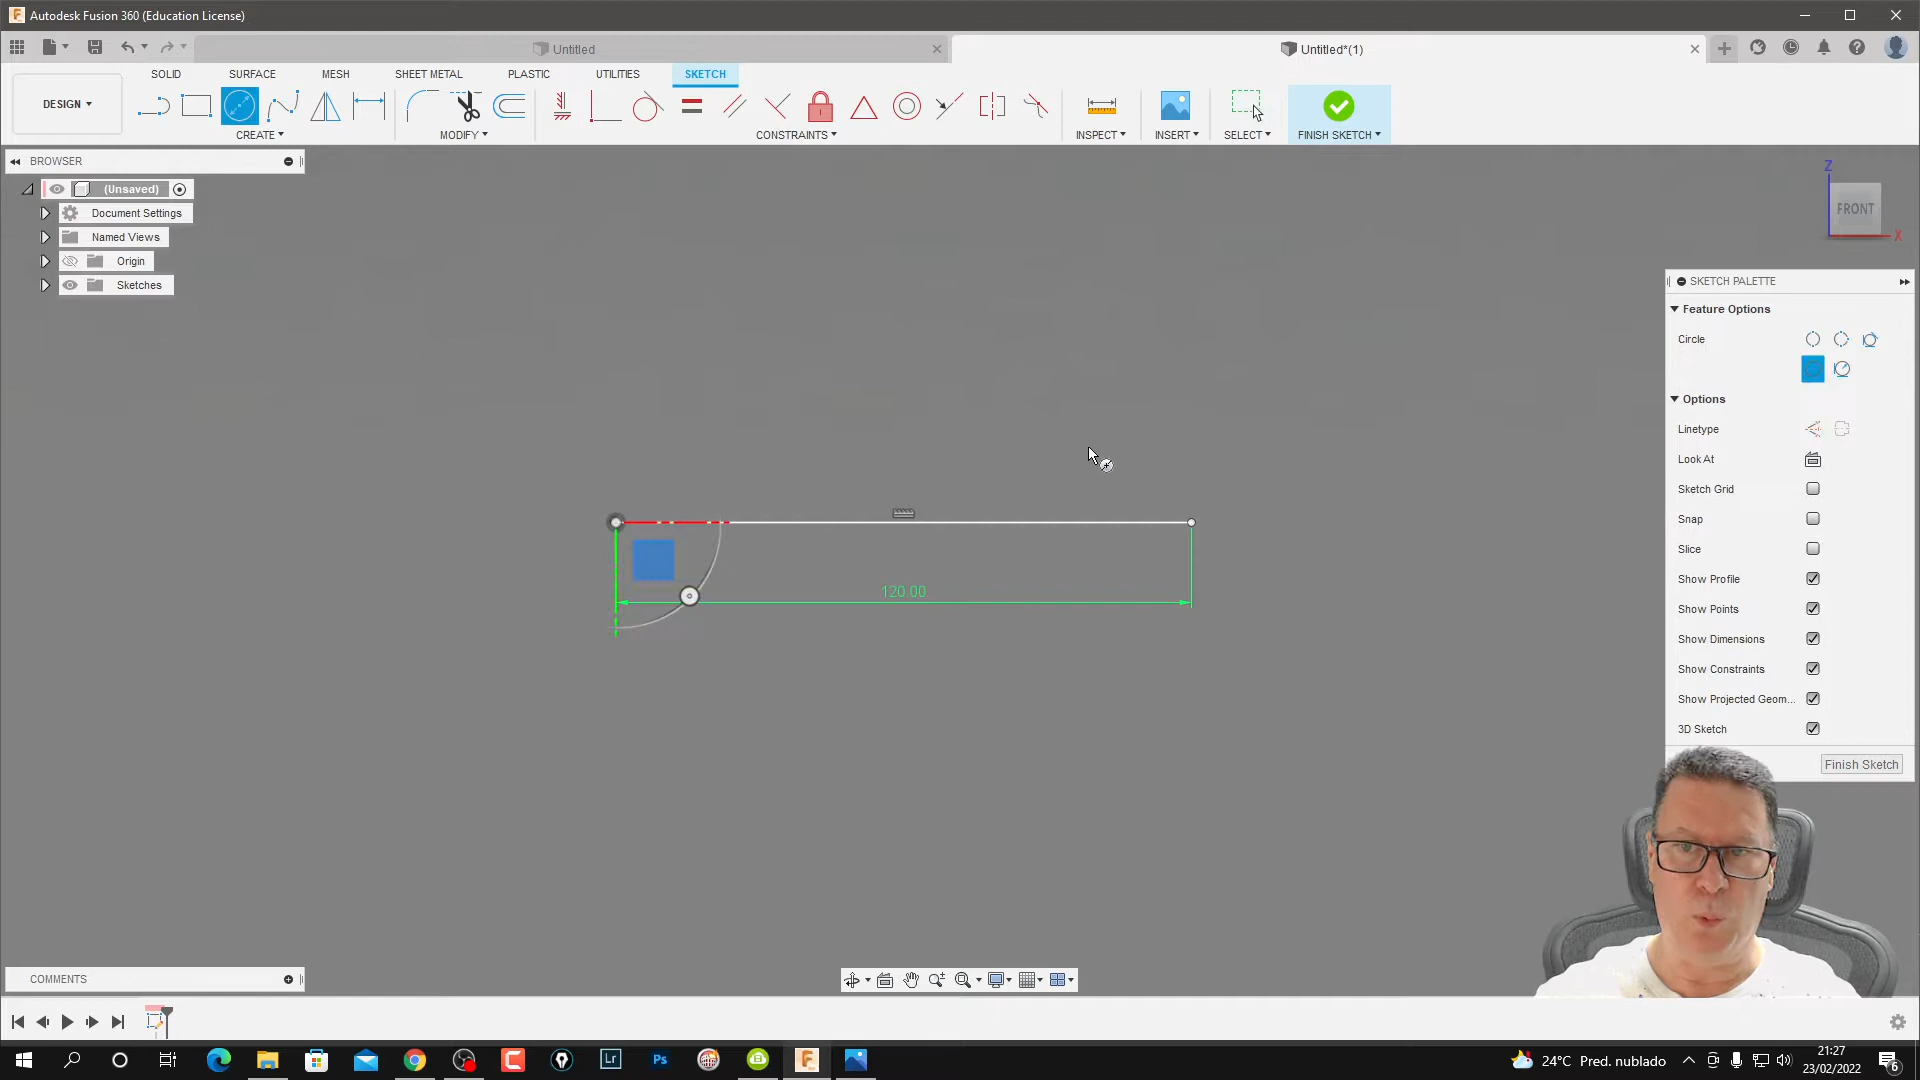 Autodesk Fusion 360 (Education License)
Untitled
Untitled*(1)
SOLID
SURFACE
MESH
SHEET METAL
PLASTIC
UTILITIES
SKETCH
DESIGN
CREATE
MODIFY
CONSTRAINTS
INSPECT
INSERT
SELECT
FINISH SKETCH
BROWSER
(Unsaved)
Document Settings
Named Views
Origin
Sketches
Z
FRONT
X
SKETCH PALETTE
Feature Options
Circle
Options
Linetype
Look At
Sketch Grid
Snap
Slice
Show Profile
Show Points
Show Dimensions
Show Constraints
Show Projected Geom...
3D Sketch
Finish Sketch
120.00
COMMENTS
Lr
Ps
F
24°C Pred. nublado
21:27
23/02/2022
6